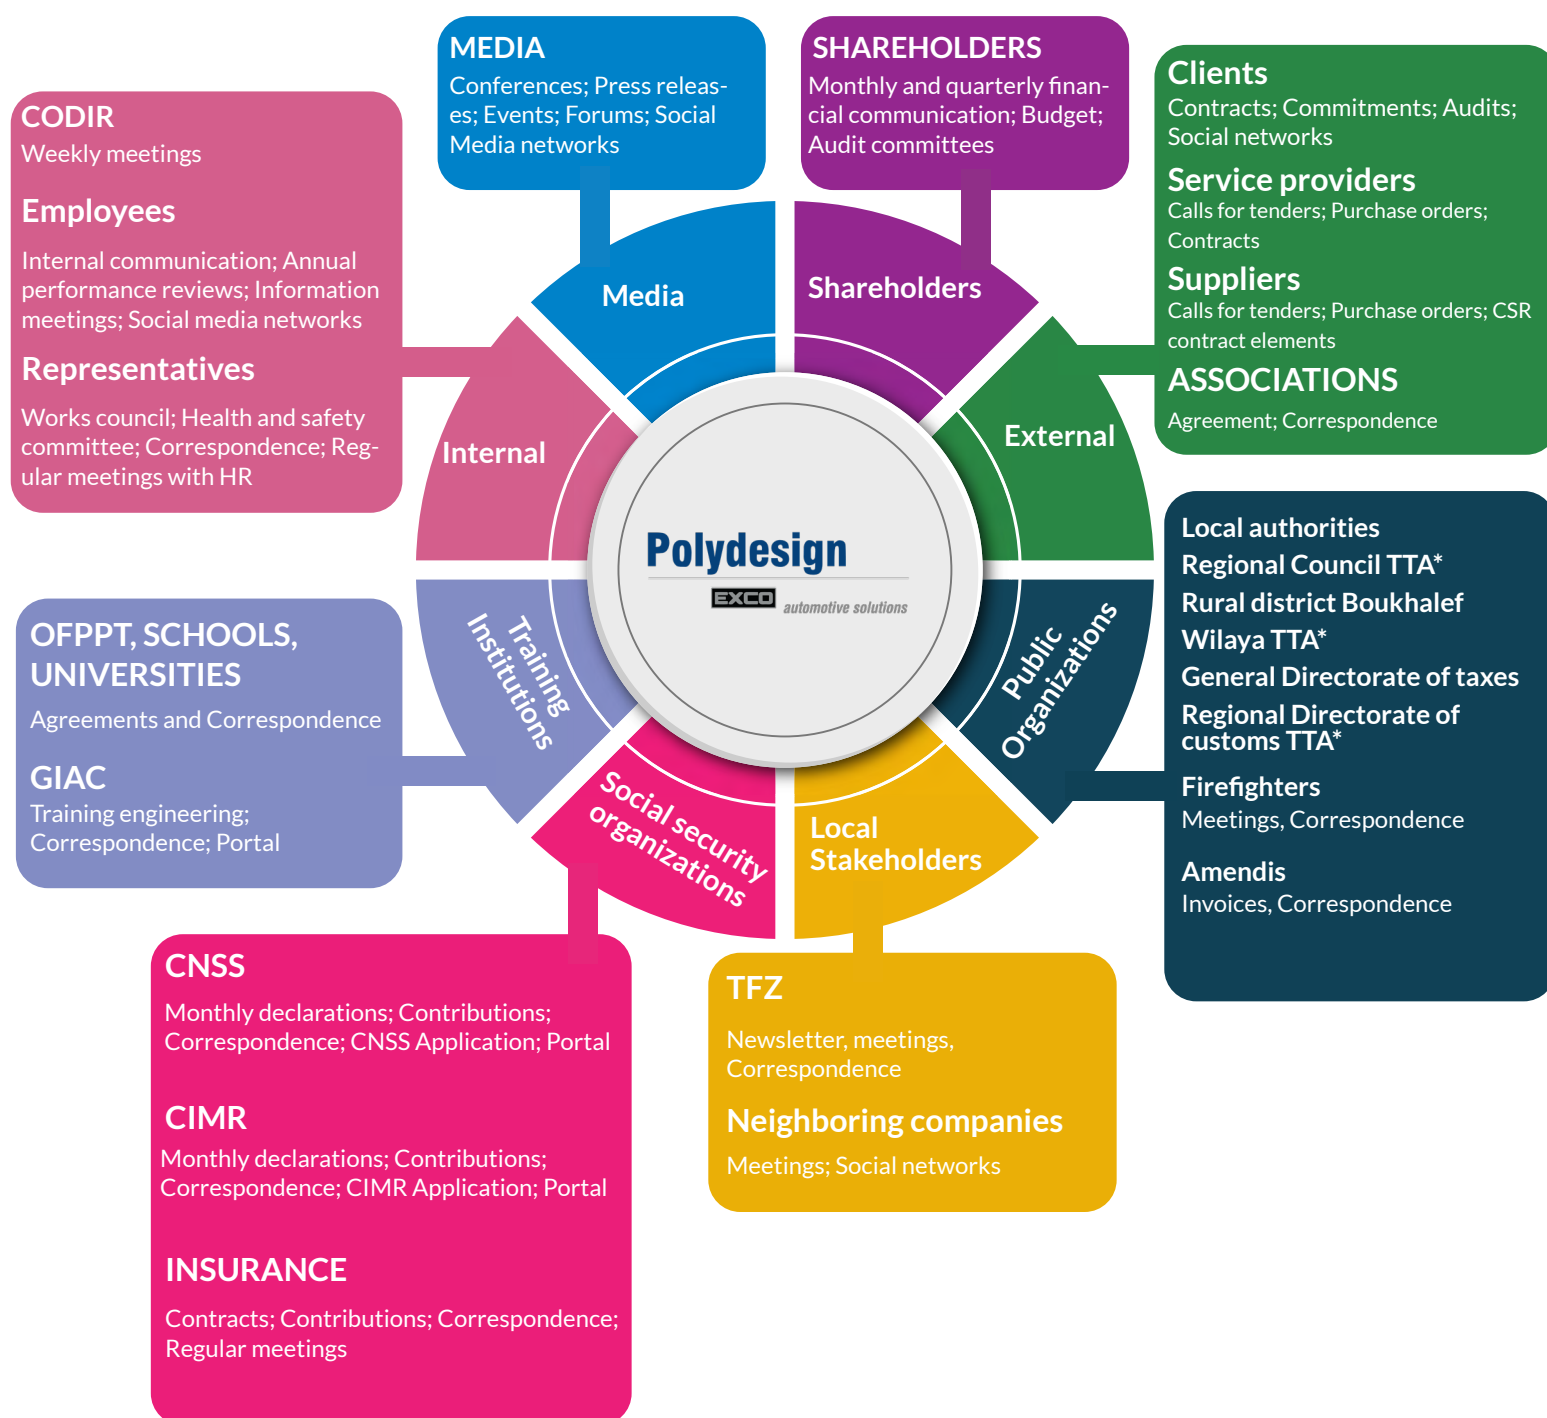 MEDIA
Conferences; Press releas-
es; Events; Forums; Social
Media networks
SHAREHOLDERS
Monthly and quarterly finan-
cial communication; Budget;
Audit committees
Clients
Contracts; Commitments; Audits;
Social networks
Service providers
Calls for tenders; Purchase orders;
Contracts
Suppliers
Calls for tenders; Purchase orders; CSR
contract elements
ASSOCIATIONS
Agreement; Correspondence
CODIR
Weekly meetings
Employees
Internal communication; Annual
performance reviews; Information
meetings; Social media networks
Representatives
Works council; Health and safety
committee; Correspondence; Reg-
ular meetings with HR
Media
Shareholders
Internal
External
Polydesign
EXCO
automotive solutions
Training
Institutions
Public
Organizations
Social security
organizations
Local
Stakeholders
Local authorities
Regional Council TTA*
Rural district Boukhalef
Wilaya TTA*
General Directorate of taxes
Regional Directorate of
customs TTA*
Firefighters
Meetings, Correspondence
Amendis
Invoices, Correspondence
OFPPT, SCHOOLS,
UNIVERSITIES
Agreements and Correspondence
GIAC
Training engineering;
Correspondence; Portal
CNSS
Monthly declarations; Contributions;
Correspondence; CNSS Application; Portal
CIMR
Monthly declarations; Contributions;
Correspondence; CIMR Application; Portal
INSURANCE
Contracts; Contributions; Correspondence;
Regular meetings
TFZ
Newsletter, meetings,
Correspondence
Neighboring companies
Meetings; Social networks